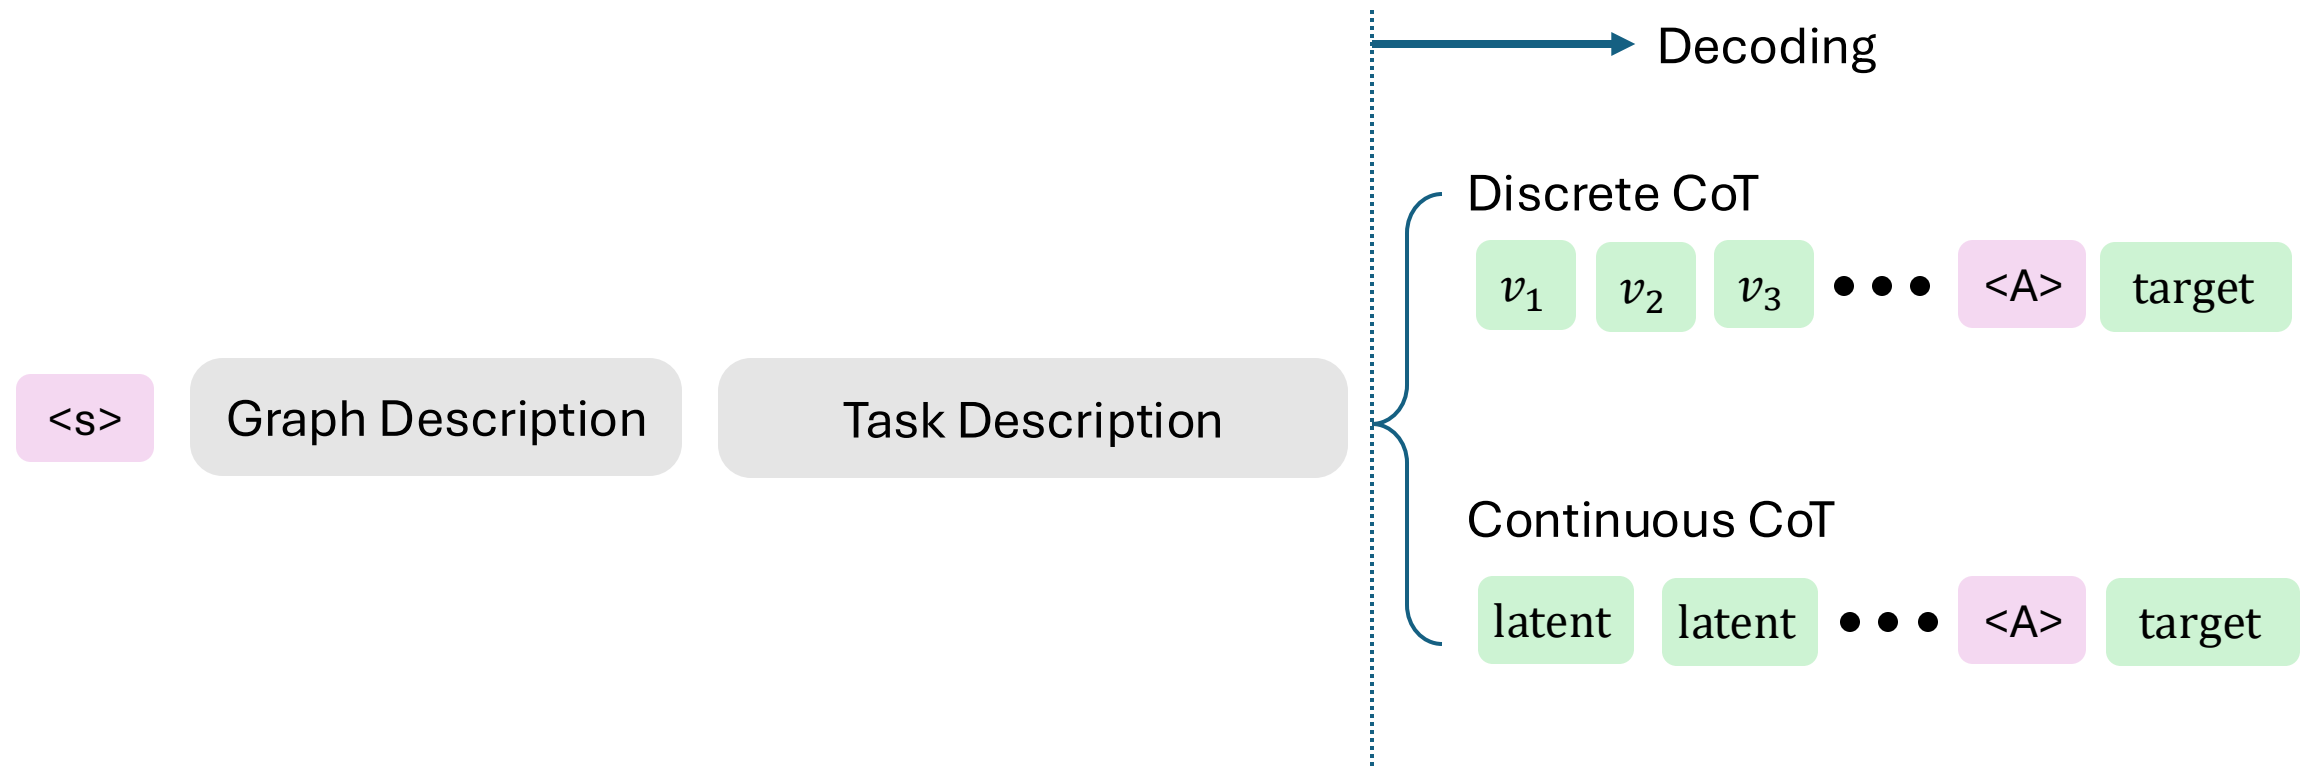 Decoding
Discrete CoT
v₁ v₂ v₃ ••• <A> target
<s> Graph Description Task Description
Continuous CoT
latent latent ••• <A> target